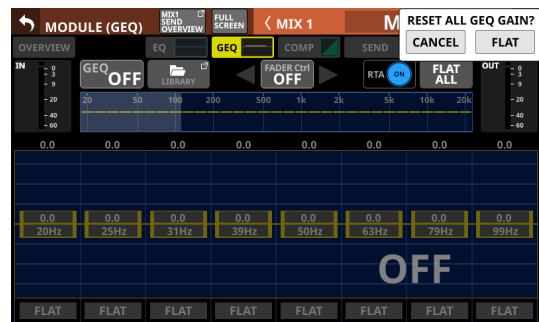 MODULE (GEQ)
MIX1
SEND
OVERVIEW
FULL
SCREEN
MIX 1
M
RESET ALL GEQ GAIN?
CANCEL
FLAT
OVERVIEW
EQ
GEQ
COMP
SEND
IN
0
3
9
20
40
60
GEQ
OFF
LIBRARY
FADER Ctrl
OFF
RTA
ON
FLAT
ALL
OUT
0
3
9
20
40
60
20 50 100 200 500 1k 2k 5k 10k 20k
0.0 0.0 0.0 0.0 0.0 0.0 0.0 0.0
0.0 0.0 0.0 0.0 0.0 0.0 0.0 0.0
20Hz 25Hz 31Hz 39Hz 50Hz 63Hz 79Hz 99Hz
OFF
FLAT FLAT FLAT FLAT FLAT FLAT FLAT FLAT